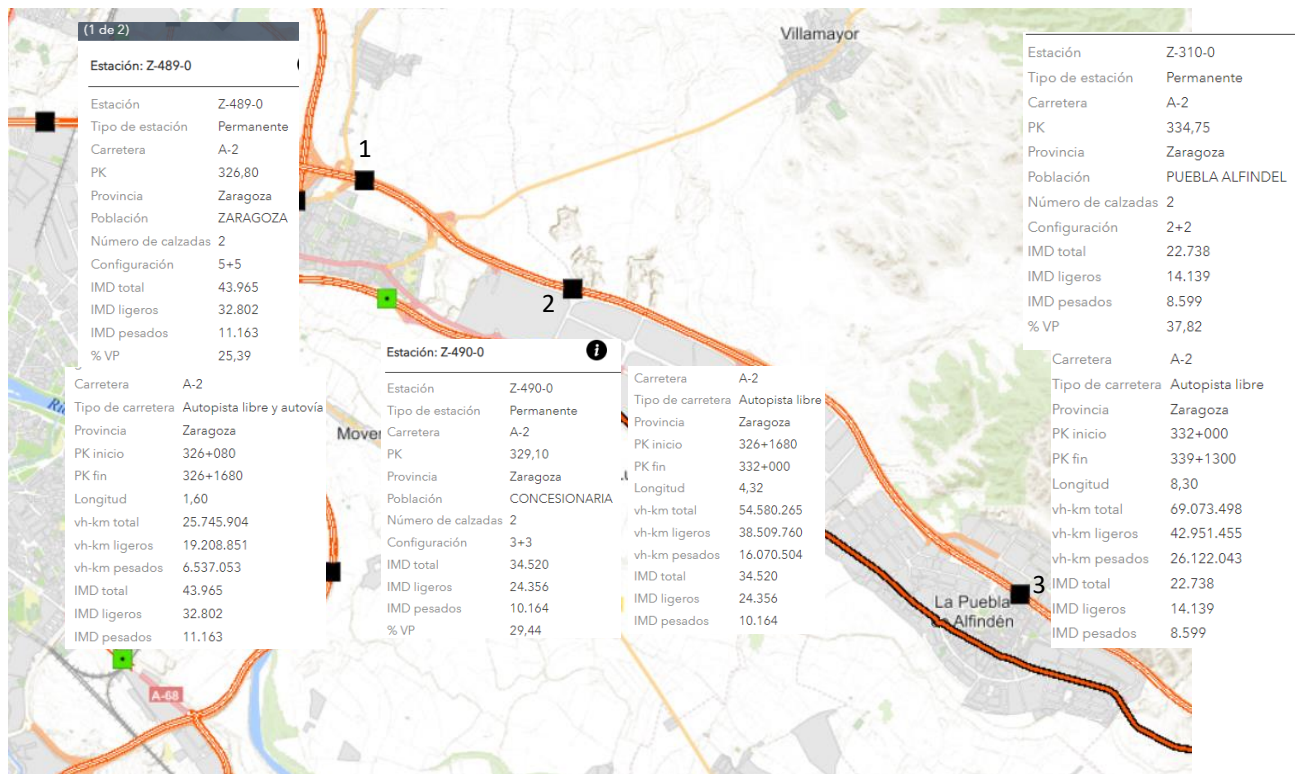 (1 de 2)
Estación: Z-489-0
Estación Z-489-0
Tipo de estación Permanente
Carretera A-2
PK 326,80
Provincia Zaragoza
Población ZARAGOZA
Número de calzadas 2
Configuración 5+5
IMD total 43.965
IMD ligeros 32.802
IMD pesados 11.163
% VP 25,39
Carretera A-2
Tipo de carretera Autopista libre y autovía
Provincia Zaragoza
PK inicio 326+080
PK fin 326+1680
Longitud 1,60
vh-km total 25.745.904
vh-km ligeros 19.208.851
vh-km pesados 6.537.053
IMD total 43.965
IMD ligeros 32.802
IMD pesados 11.163
Villamayor
1
2
Estación: Z-490-0
i
Estación Z-490-0
Tipo de estación Permanente
Carretera A-2
PK 329,10
Provincia Zaragoza
Población CONCESIONARIA
Número de calzadas 2
Configuración 3+3
IMD total 34.520
IMD ligeros 24.356
IMD pesados 10.164
% VP 29,44
Carretera A-2
Tipo de carretera Autopista libre
Provincia Zaragoza
PK inicio 326+1680
PK fin 332+000
Longitud 4,32
vh-km total 54.580.265
vh-km ligeros 38.509.760
vh-km pesados 16.070.504
IMD total 34.520
IMD ligeros 24.356
IMD pesados 10.164
Estación Z-310-0
Tipo de estación Permanente
Carretera A-2
PK 334,75
Provincia Zaragoza
Población PUEBLA ALFINDEL
Número de calzadas 2
Configuración 2+2
IMD total 22.738
IMD ligeros 14.139
IMD pesados 8.599
% VP 37,82
Carretera A-2
Tipo de carretera Autopista libre
Provincia Zaragoza
PK inicio 332+000
PK fin 339+1300
Longitud 8,30
vh-km total 69.073.498
vh-km ligeros 42.951.455
vh-km pesados 26.122.043
IMD total 22.738
IMD ligeros 14.139
IMD pesados 8.599
3
La Puebla
de Alfindén
A-68